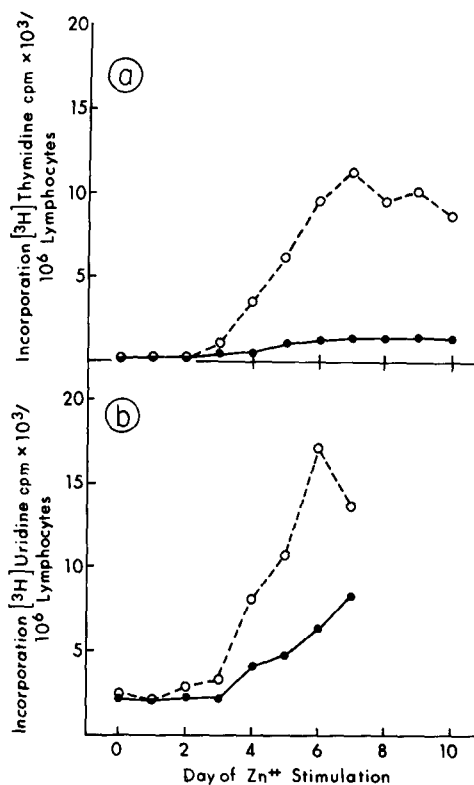 20
15
10
5
ⓐ
Incorporation [³H] Thymidine cpm × 10³/
10⁶ Lymphocytes
20
15
10
5
ⓑ
Incorporation [³H] Uridine cpm × 10³/
10⁶ Lymphocytes
0 2 4 6 8 10
Day of Zn⁺⁺ Stimulation